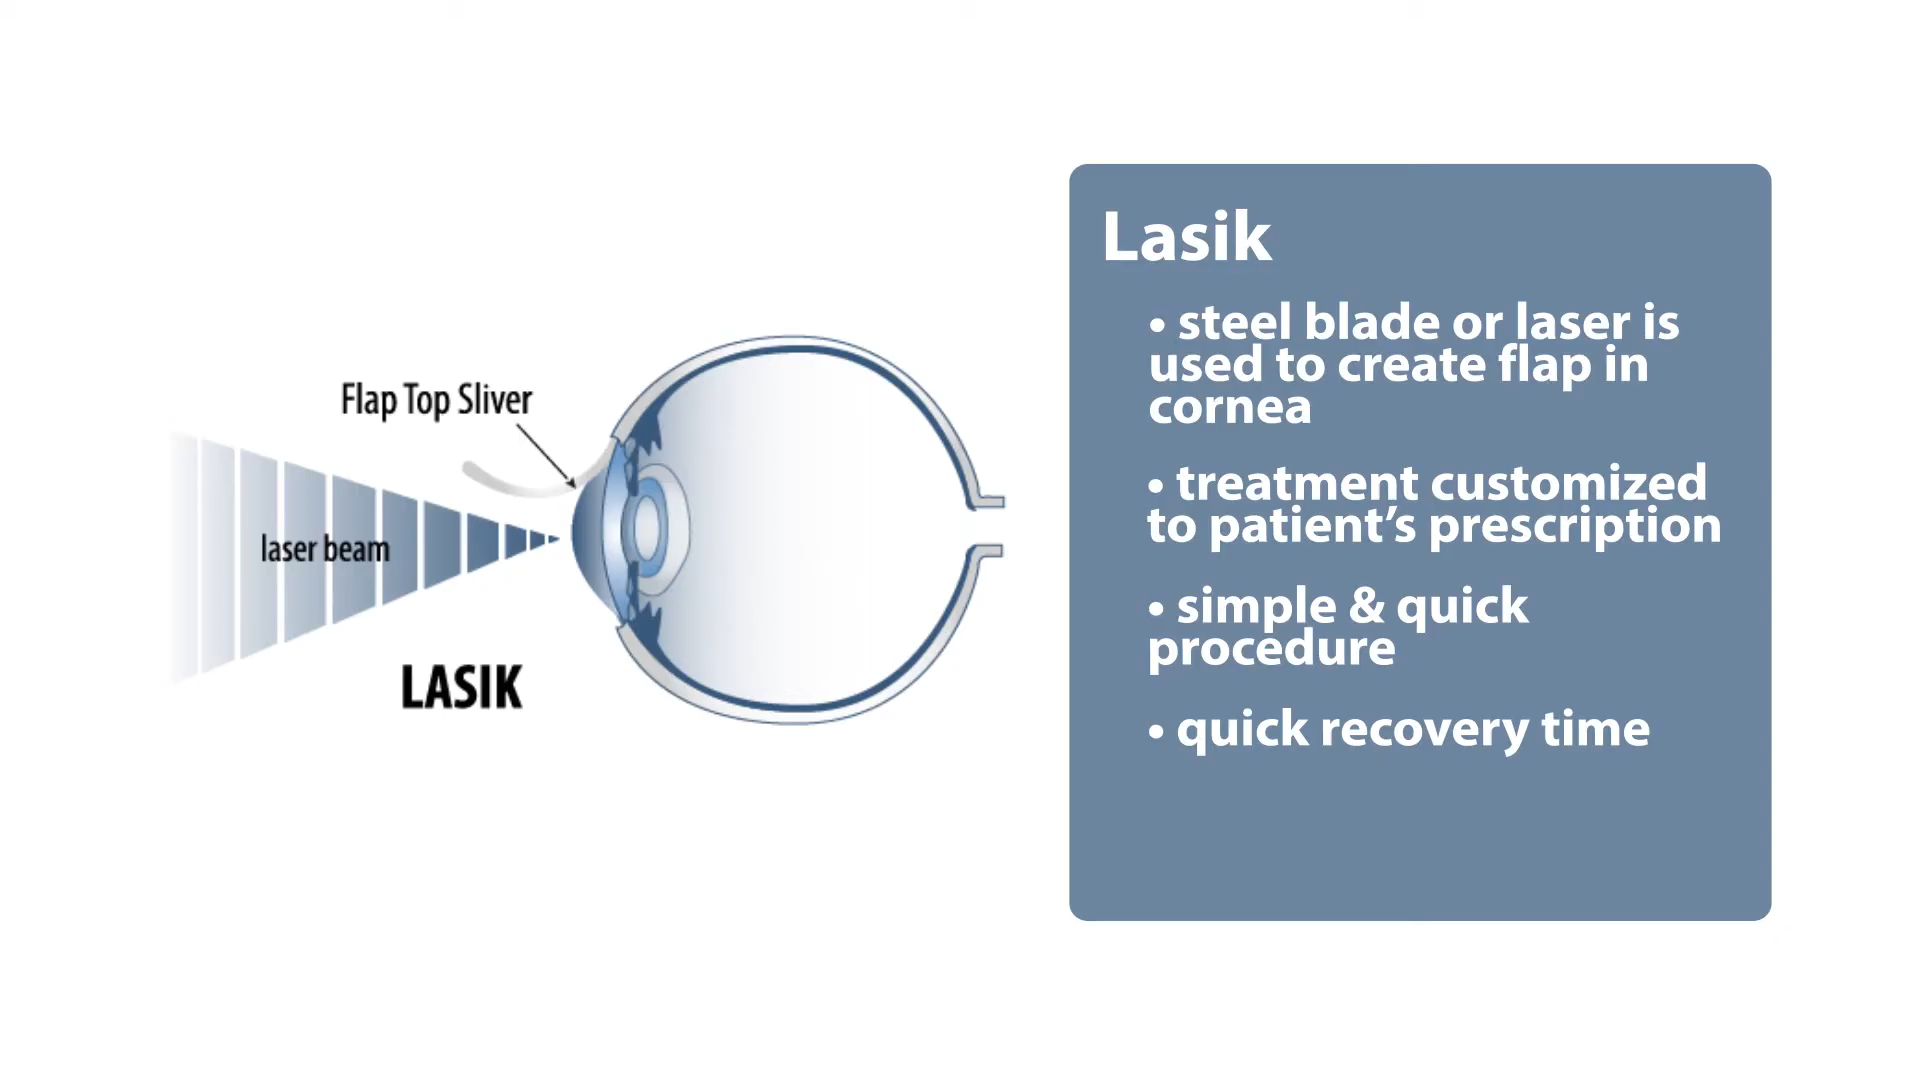 Flap Top Sliver
laser beam
LASIK
Lasik
• steel blade or laser is
used to create flap in
cornea
• treatment customized
to patient’s prescription
• simple & quick
procedure
• quick recovery time